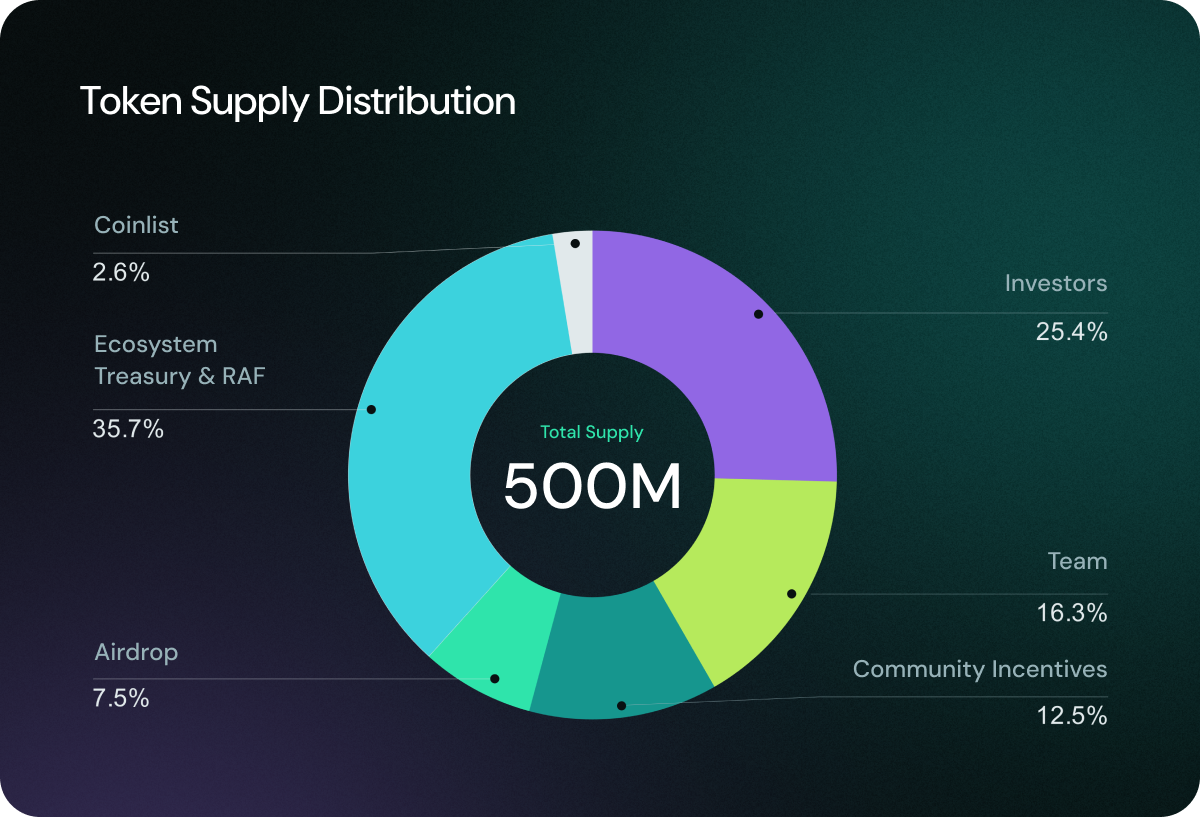 Token Supply Distribution
Coinlist
2.6%
Ecosystem
Treasury & RAF
35.7%
Airdrop
7.5%
Total Supply
500M
Investors
25.4%
Team
16.3%
Community Incentives
12.5%